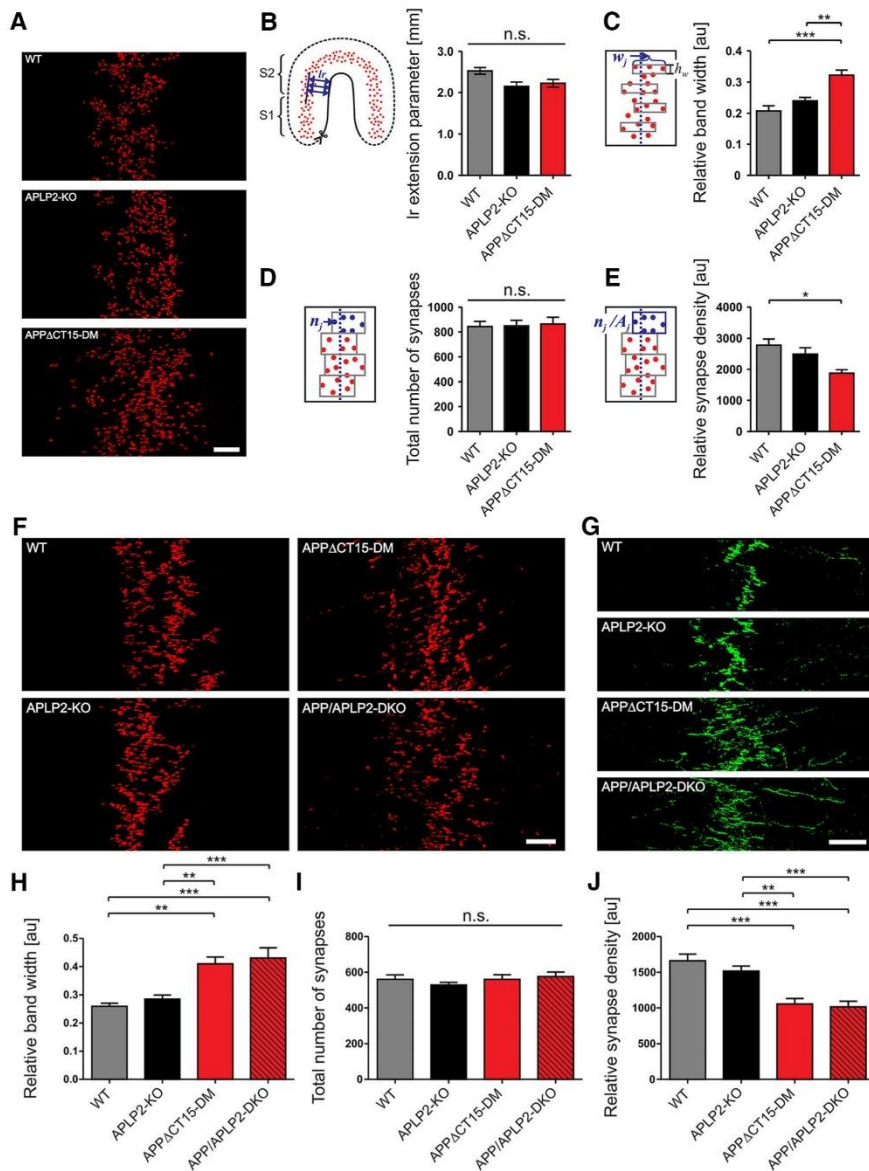 A
WT
APLP2-KO
APPΔCT15-DM
B
S2
S1
lr
n.s.
lr extension parameter [mm]
3.0
2.0
1.0
0.0
WT
APLP2-KO
APPΔCT15-DM
C
wj
hw
**
***
Relative band width [au]
0.4
0.3
0.2
0.1
0
WT
APLP2-KO
APPΔCT15-DM
D
nj
n.s.
Total number of synapses
1000
800
600
400
200
0
WT
APLP2-KO
APPΔCT15-DM
E
nj/Aj
*
Relative synapse density [au]
4000
3000
2000
1000
0
WT
APLP2-KO
APPΔCT15-DM
F
WT
APPΔCT15-DM
APLP2-KO
APP/APLP2-DKO
G
WT
APLP2-KO
APPΔCT15-DM
APP/APLP2-DKO
H
***
**
***
**
Relative band width [au]
0.5
0.4
0.3
0.2
0.1
0.0
WT
APLP2-KO
APPΔCT15-DM
APP/APLP2-DKO
I
n.s.
Total number of synapses
800
600
400
200
0
WT
APLP2-KO
APPΔCT15-DM
APP/APLP2-DKO
J
***
**
***
***
Relative synapse density [au]
2000
1500
1000
500
0
WT
APLP2-KO
APPΔCT15-DM
APP/APLP2-DKO